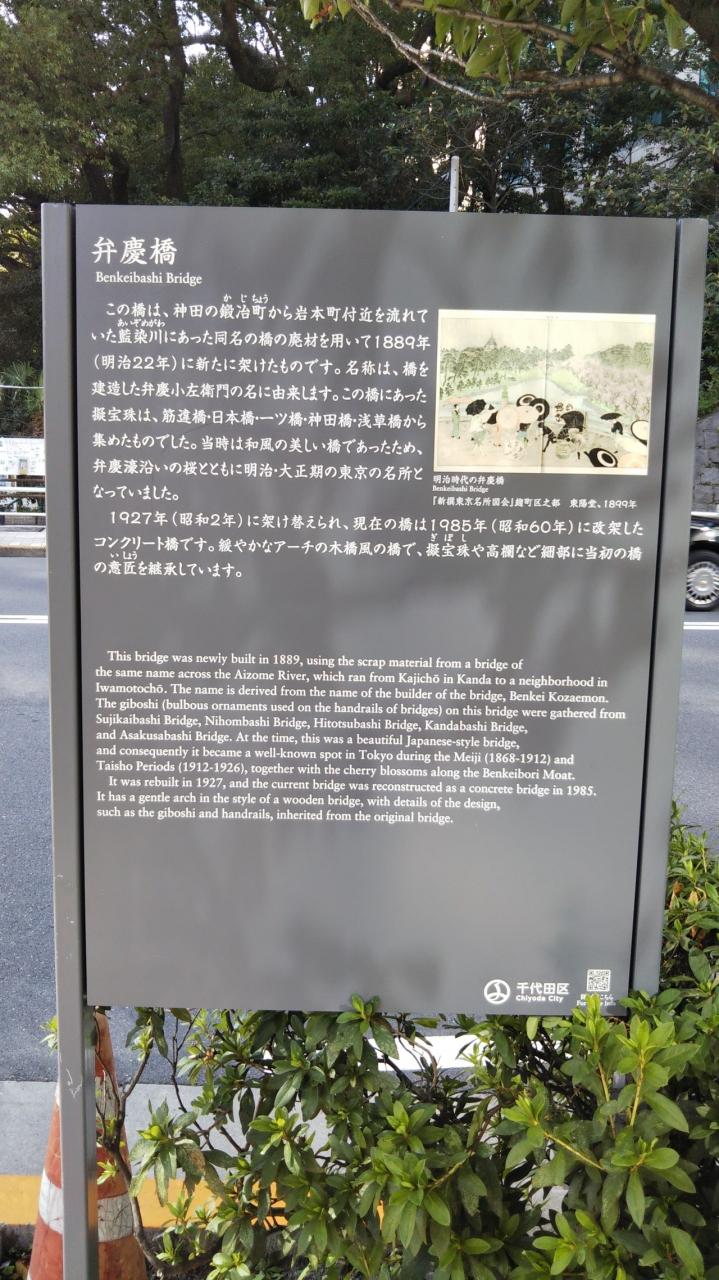 弁慶橋
Benkeibashi Bridge
この橋は、神田の鍛冶町から岩本町付近を流れて
いた藍染川にあった同名の橋の廃材を用いて1889年
(明治22年)に新たに架けたものです。名称は、橋を
建造した弁慶小左衛門の名に由来します。この橋にあった
擬宝珠は、筋違橋・日本橋・一ツ橋・神田橋・浅草橋から
集めたものでした。当時は和風の美しい橋であったため、
弁慶濠沿いの桜とともに明治・大正期の東京の名所と
なっていました。
1927年(昭和2年)に架け替えられ、現在の橋は1985年(昭和60年)に改架した
コンクリート橋です。緩やかなアーチの木橋風の橋で、擬宝珠や高欄など細部に当初の橋
の意匠を継承しています。
明治時代の弁慶橋
Benkeibashi Bridge
『新撰東京名所図会』麹町区之部 東陽堂、1899年
This bridge was newly built in 1889, using the scrap material from a bridge of
the same name across the Aizome River, which ran from Kajichō in Kanda to a neighborhood in
Iwamotochō. The name is derived from the name of the builder of the bridge, Benkei Kozaemon.
The giboshi (bulbous ornaments used on the handrails of bridges) on this bridge were gathered from
Sujikaibashi Bridge, Nihombashi Bridge, Hitotsubashi Bridge, Kandabashi Bridge,
and Asakusabashi Bridge. At the time, this was a beautiful Japanese-style bridge,
and consequently it became a well-known spot in Tokyo during the Meiji (1868-1912) and
Taisho Periods (1912-1926), together with the cherry blossoms along the Benkeibori Moat.
It was rebuilt in 1927, and the current bridge was reconstructed as a concrete bridge in 1985.
It has a gentle arch in the style of a wooden bridge, with details of the design,
such as the giboshi and handrails, inherited from the original bridge.
千代田区
Chiyoda City